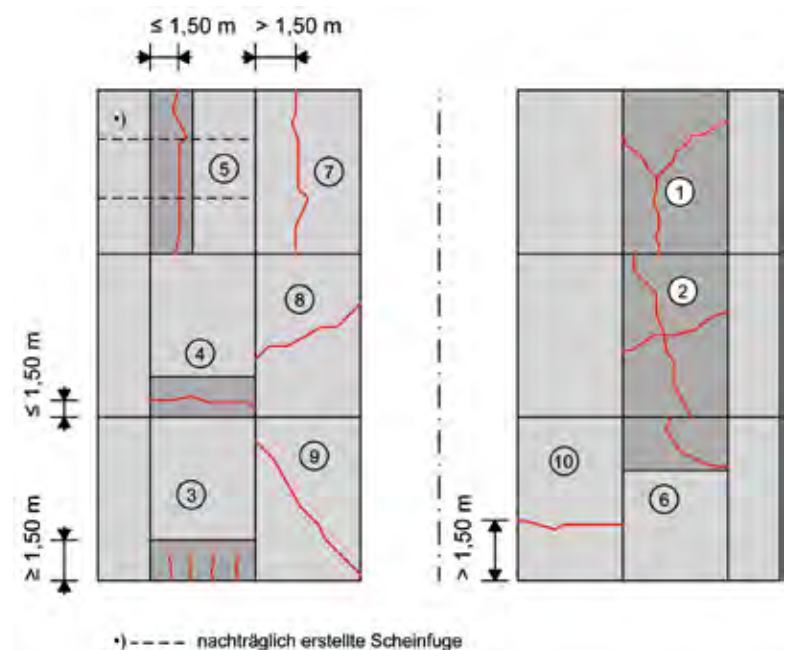 ≤ 1,50 m > 1,50 m
•)
5
7
1
8
2
4
≤ 1,50 m
9
10
3
6
≥ 1,50 m
> 1,50 m
•) ---- nachträglich erstellte Scheinfuge